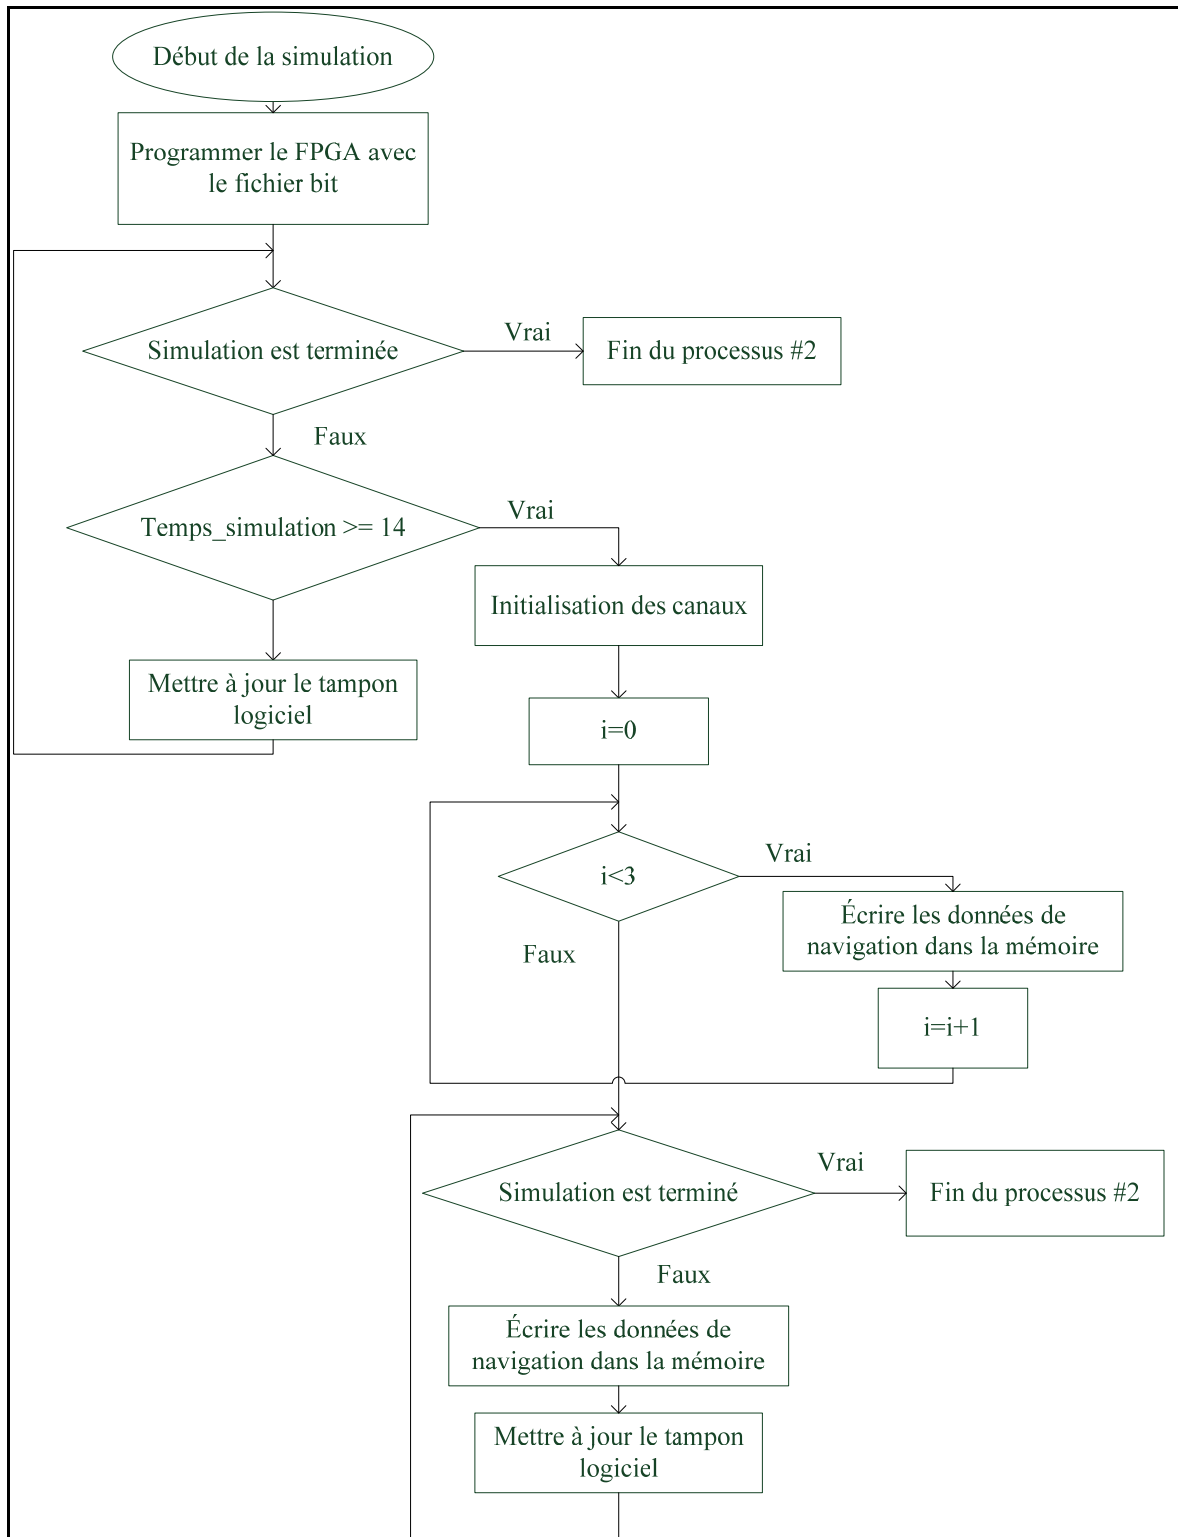 Début de la simulation
Programmer le FPGA avec
le fichier bit
Simulation est terminée
Vrai
Fin du processus #2
Faux
Temps_simulation >= 14
Vrai
Initialisation des canaux
Mettre à jour le tampon
logiciel
i=0
i<3
Vrai
Écrire les données de
navigation dans la mémoire
Faux
i=i+1
Simulation est terminé
Vrai
Fin du processus #2
Faux
Écrire les données de
navigation dans la mémoire
Mettre à jour le tampon
logiciel